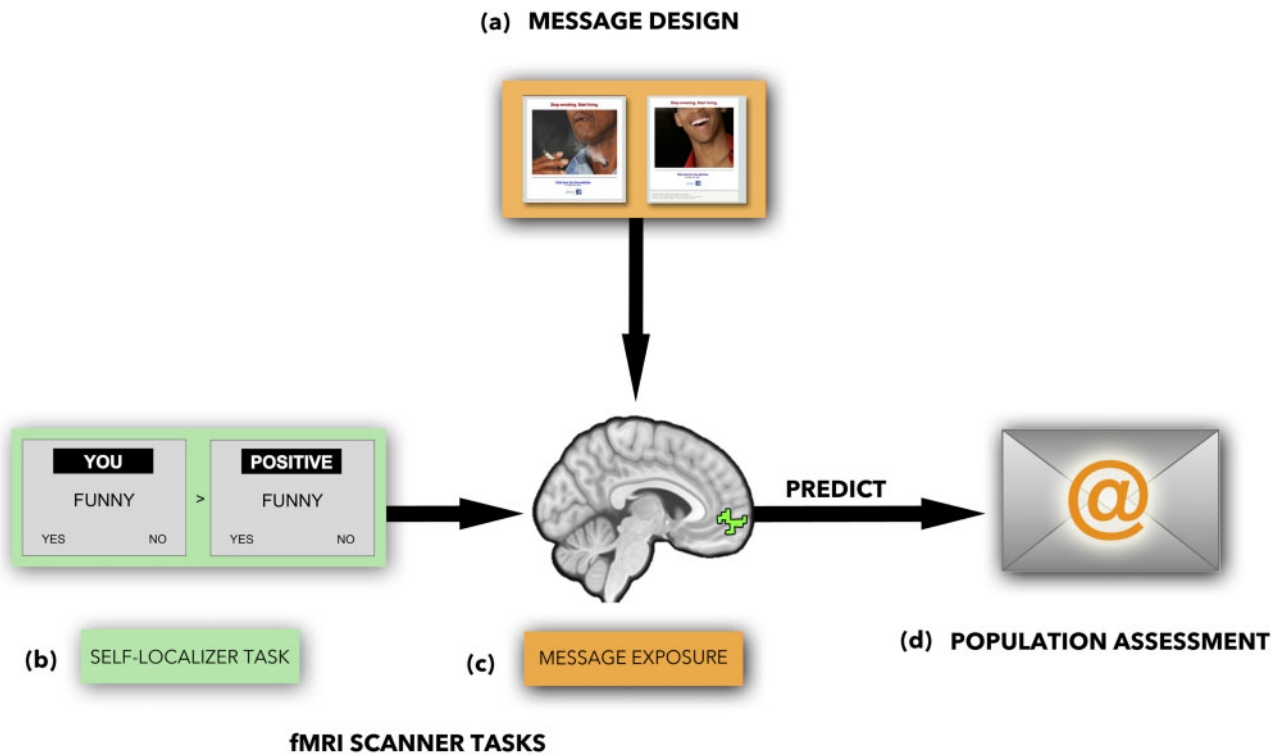 (a) MESSAGE DESIGN
Stop smoking. Start living.
Stop smoking. Start living.
YOU
FUNNY
YES NO
>
POSITIVE
FUNNY
YES NO
PREDICT
@
(b) SELF-LOCALIZER TASK
(c) MESSAGE EXPOSURE
(d) POPULATION ASSESSMENT
fMRI SCANNER TASKS